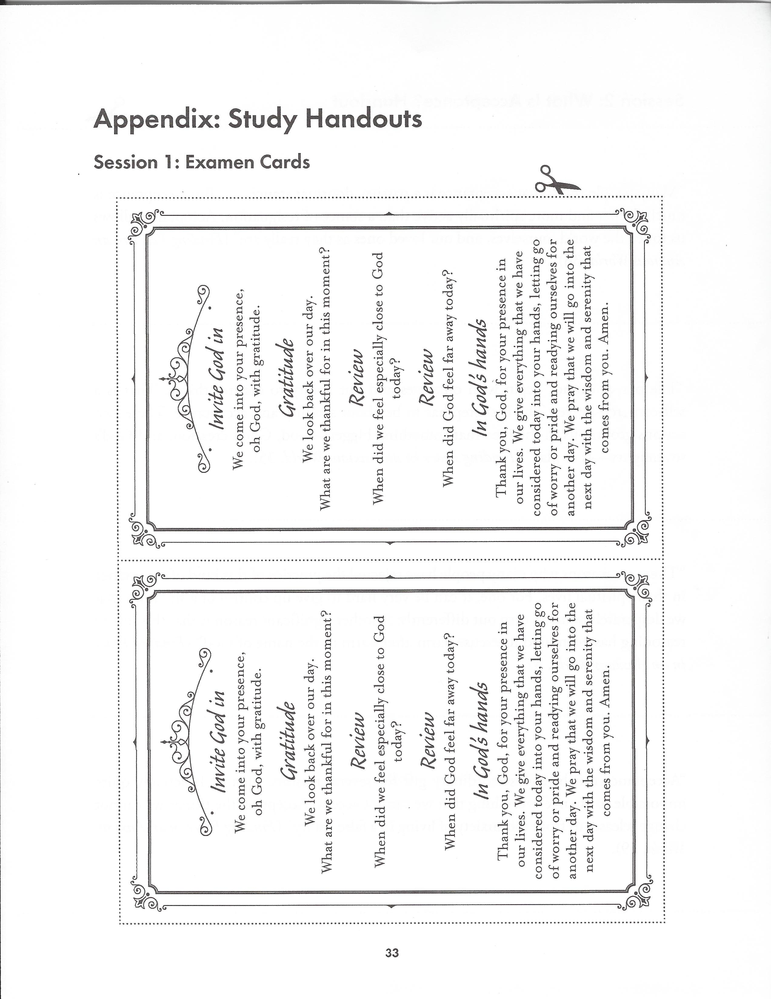 Appendix: Study Handouts
Session 1: Examen Cards
Invite God in
We come into your presence,
oh God, with gratitude.
Gratitude
We look back over our day.
What are we thankful for in this moment?
Review
When did we feel especially close to God
today?
Review
When did God feel far away today?
In God's hands
Thank you, God, for your presence in
our lives. We give everything that we have
considered today into your hands, letting go
of worry or pride and readying ourselves for
another day. We pray that we will go into the
next day with the wisdom and serenity that
comes from you. Amen.
Invite God in
We come into your presence,
oh God, with gratitude.
Gratitude
We look back over our day.
What are we thankful for in this moment?
Review
When did we feel especially close to God
today?
Review
When did God feel far away today?
In God's hands
Thank you, God, for your presence in
our lives. We give everything that we have
considered today into your hands, letting go
of worry or pride and readying ourselves for
another day. We pray that we will go into the
next day with the wisdom and serenity that
comes from you. Amen.
33